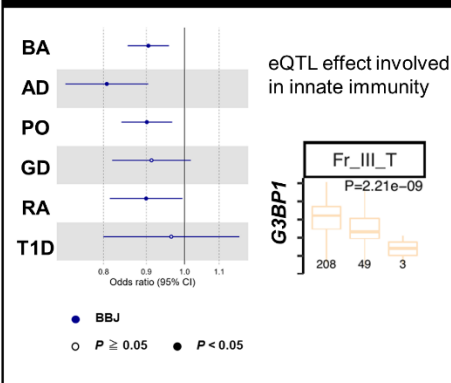 BA
AD
PO
GD
RA
T1D
0.8 0.9 1.0 1.1
Odds ratio (95% CI)
BBJ
P ≧ 0.05 P < 0.05
eQTL effect involved
in innate immunity
Fr_III_T
P=2.21e-09
G3BP1
208 49 3